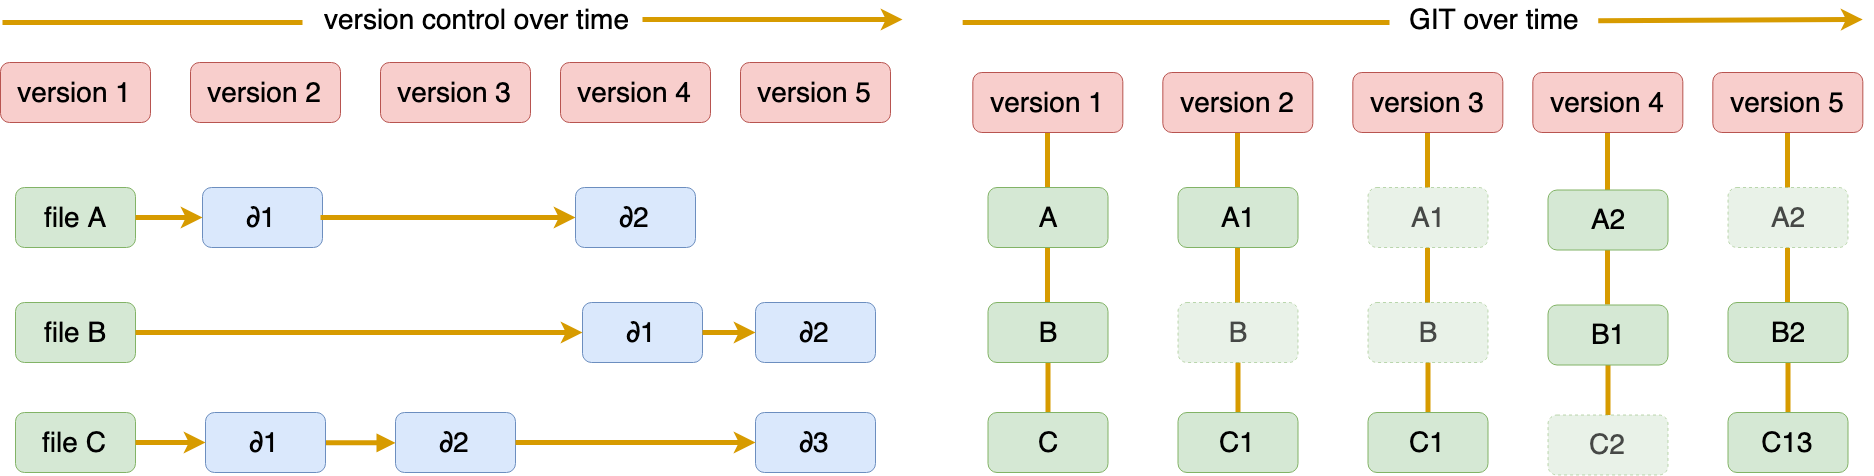 version control over time
version 1
version 2
version 3
version 4
version 5
file A
∂1
∂2
file B
∂1
∂2
file C
∂1
∂2
∂3
GIT over time
version 1
version 2
version 3
version 4
version 5
A
A1
A1
A2
A2
B
B
B
B1
B2
C
C1
C1
C2
C13